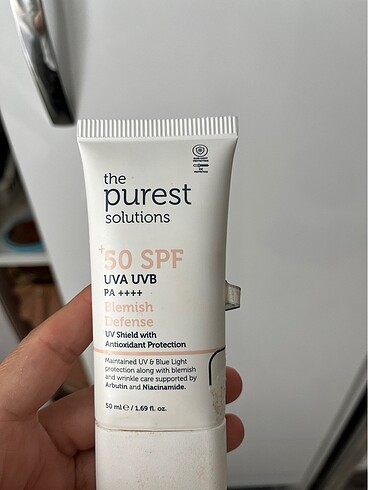 the
purest
solutions
+50 SPF
UVA UVB
PA ++++
Blemish
Defense
UV Shield with
Antioxidant Protection
Maintained UV & Blue Light
protection along with blemish
and wrinkle care supported by
Arbutin and Niacinamide.
50 ml ℮ / 1.69 fl. oz.